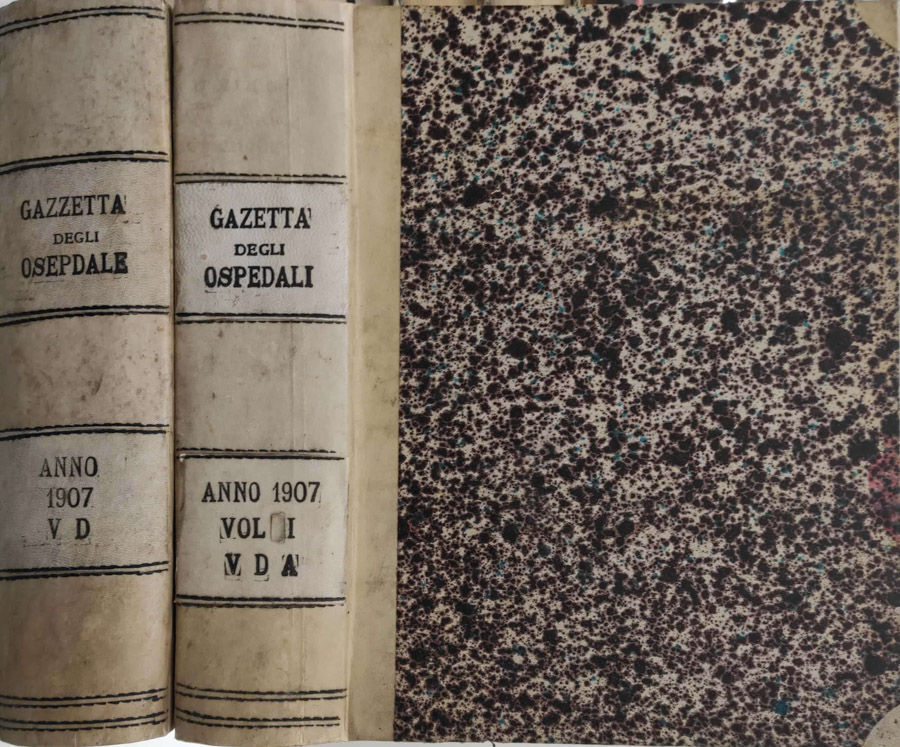 GAZZETTA
DEGLI
OSEPDALE
ANNO
1907
V D
GAZETTA
DEGLI
OSPEDALI
ANNO 1907
VOL I
V D A